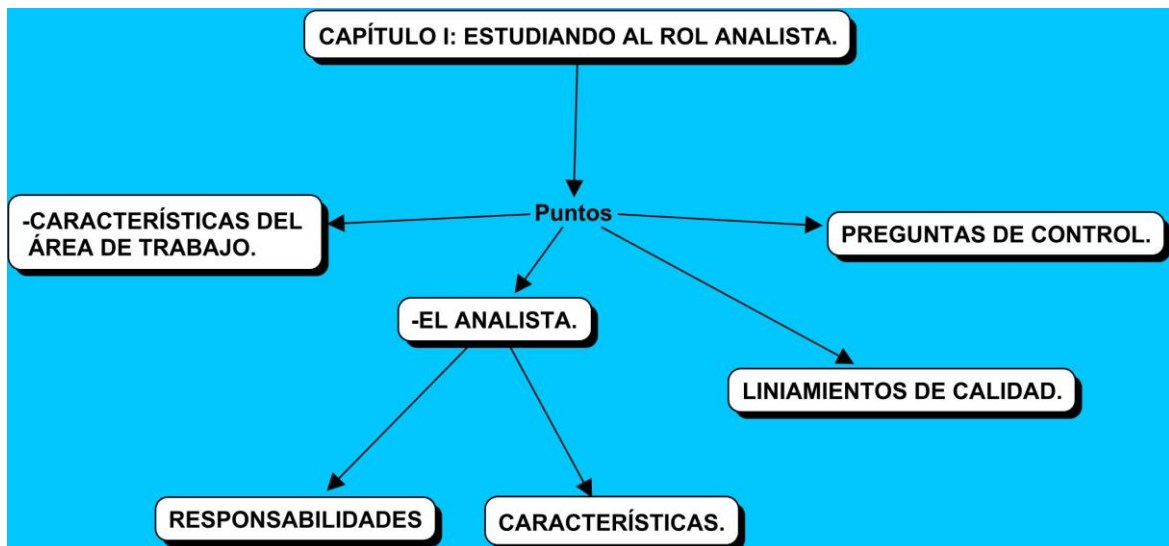 CAPÍTULO I: ESTUDIANDO AL ROL ANALISTA.
Puntos
-CARACTERÍSTICAS DEL
ÁREA DE TRABAJO.
PREGUNTAS DE CONTROL.
-EL ANALISTA.
LINIAMIENTOS DE CALIDAD.
RESPONSABILIDADES
CARACTERÍSTICAS.